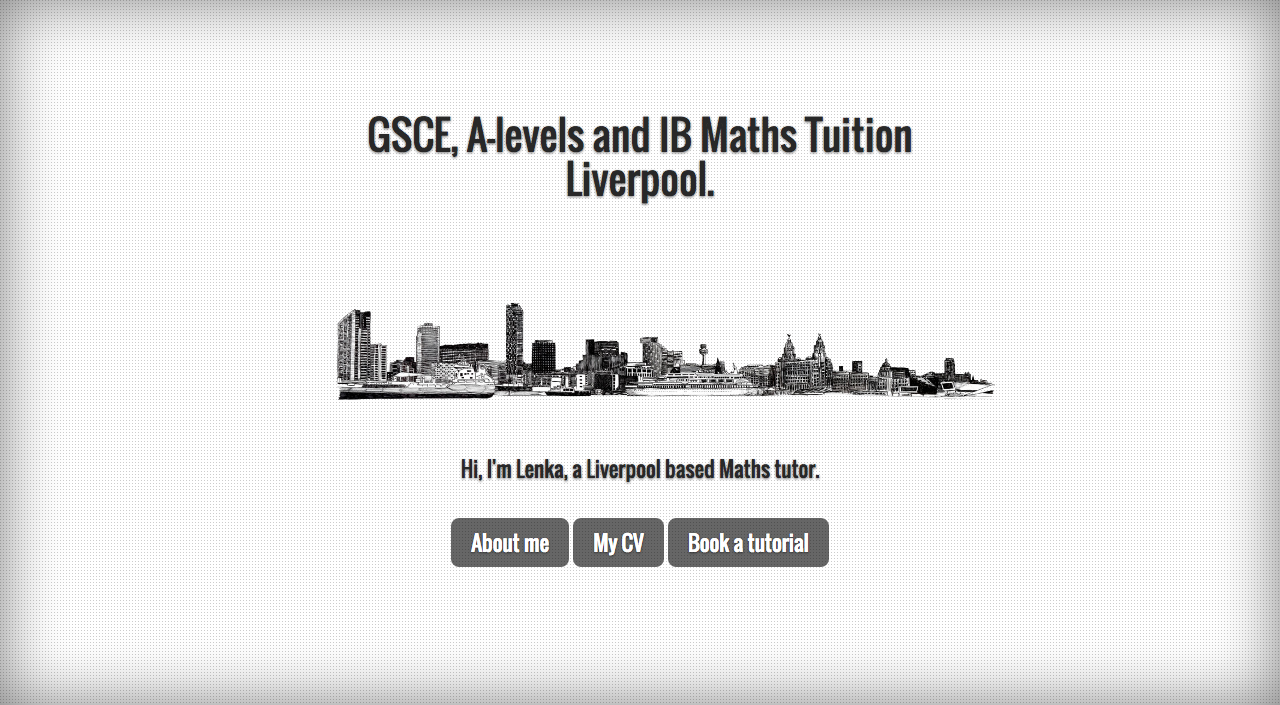 GSCE, A-levels and IB Maths Tuition
Liverpool.
Hi, I'm Lenka, a Liverpool based Maths tutor.
About me
My CV
Book a tutorial